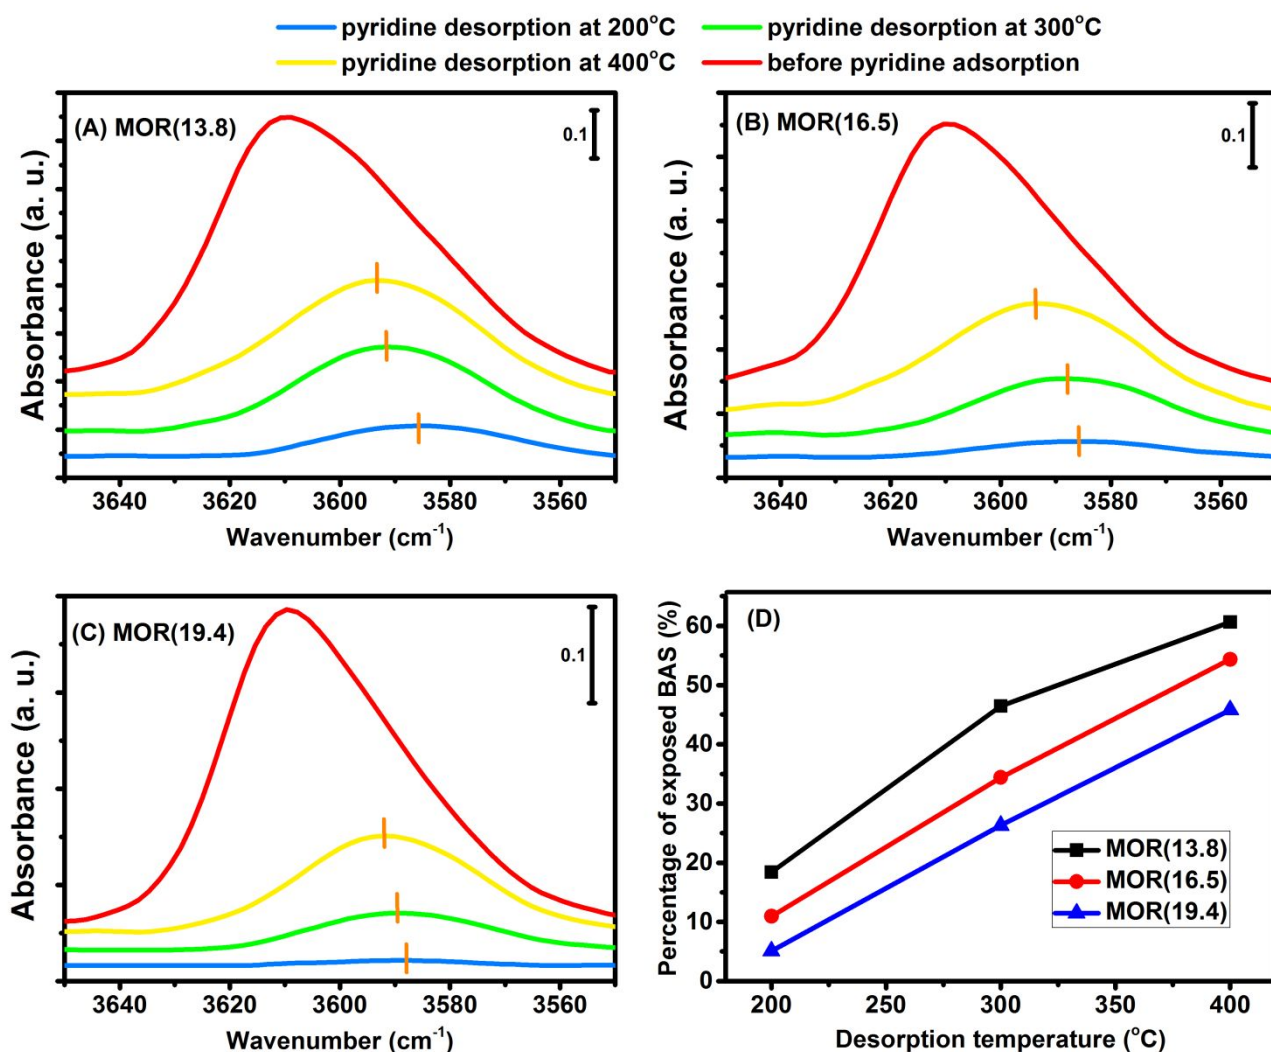 pyridine desorption at 200°C
pyridine desorption at 300°C
pyridine desorption at 400°C
before pyridine adsorption
(A) MOR(13.8)
0.1
Absorbance (a. u.)
3640 3620 3600 3580 3560
Wavenumber (cm⁻¹)
(B) MOR(16.5)
0.1
Absorbance (a. u.)
3640 3620 3600 3580 3560
Wavenumber (cm⁻¹)
(C) MOR(19.4)
0.1
Absorbance (a. u.)
3640 3620 3600 3580 3560
Wavenumber (cm⁻¹)
(D)
Percentage of exposed BAS (%)
60
50
40
30
20
10
0
MOR(13.8)
MOR(16.5)
MOR(19.4)
200 250 300 350 400
Desorption temperature (°C)